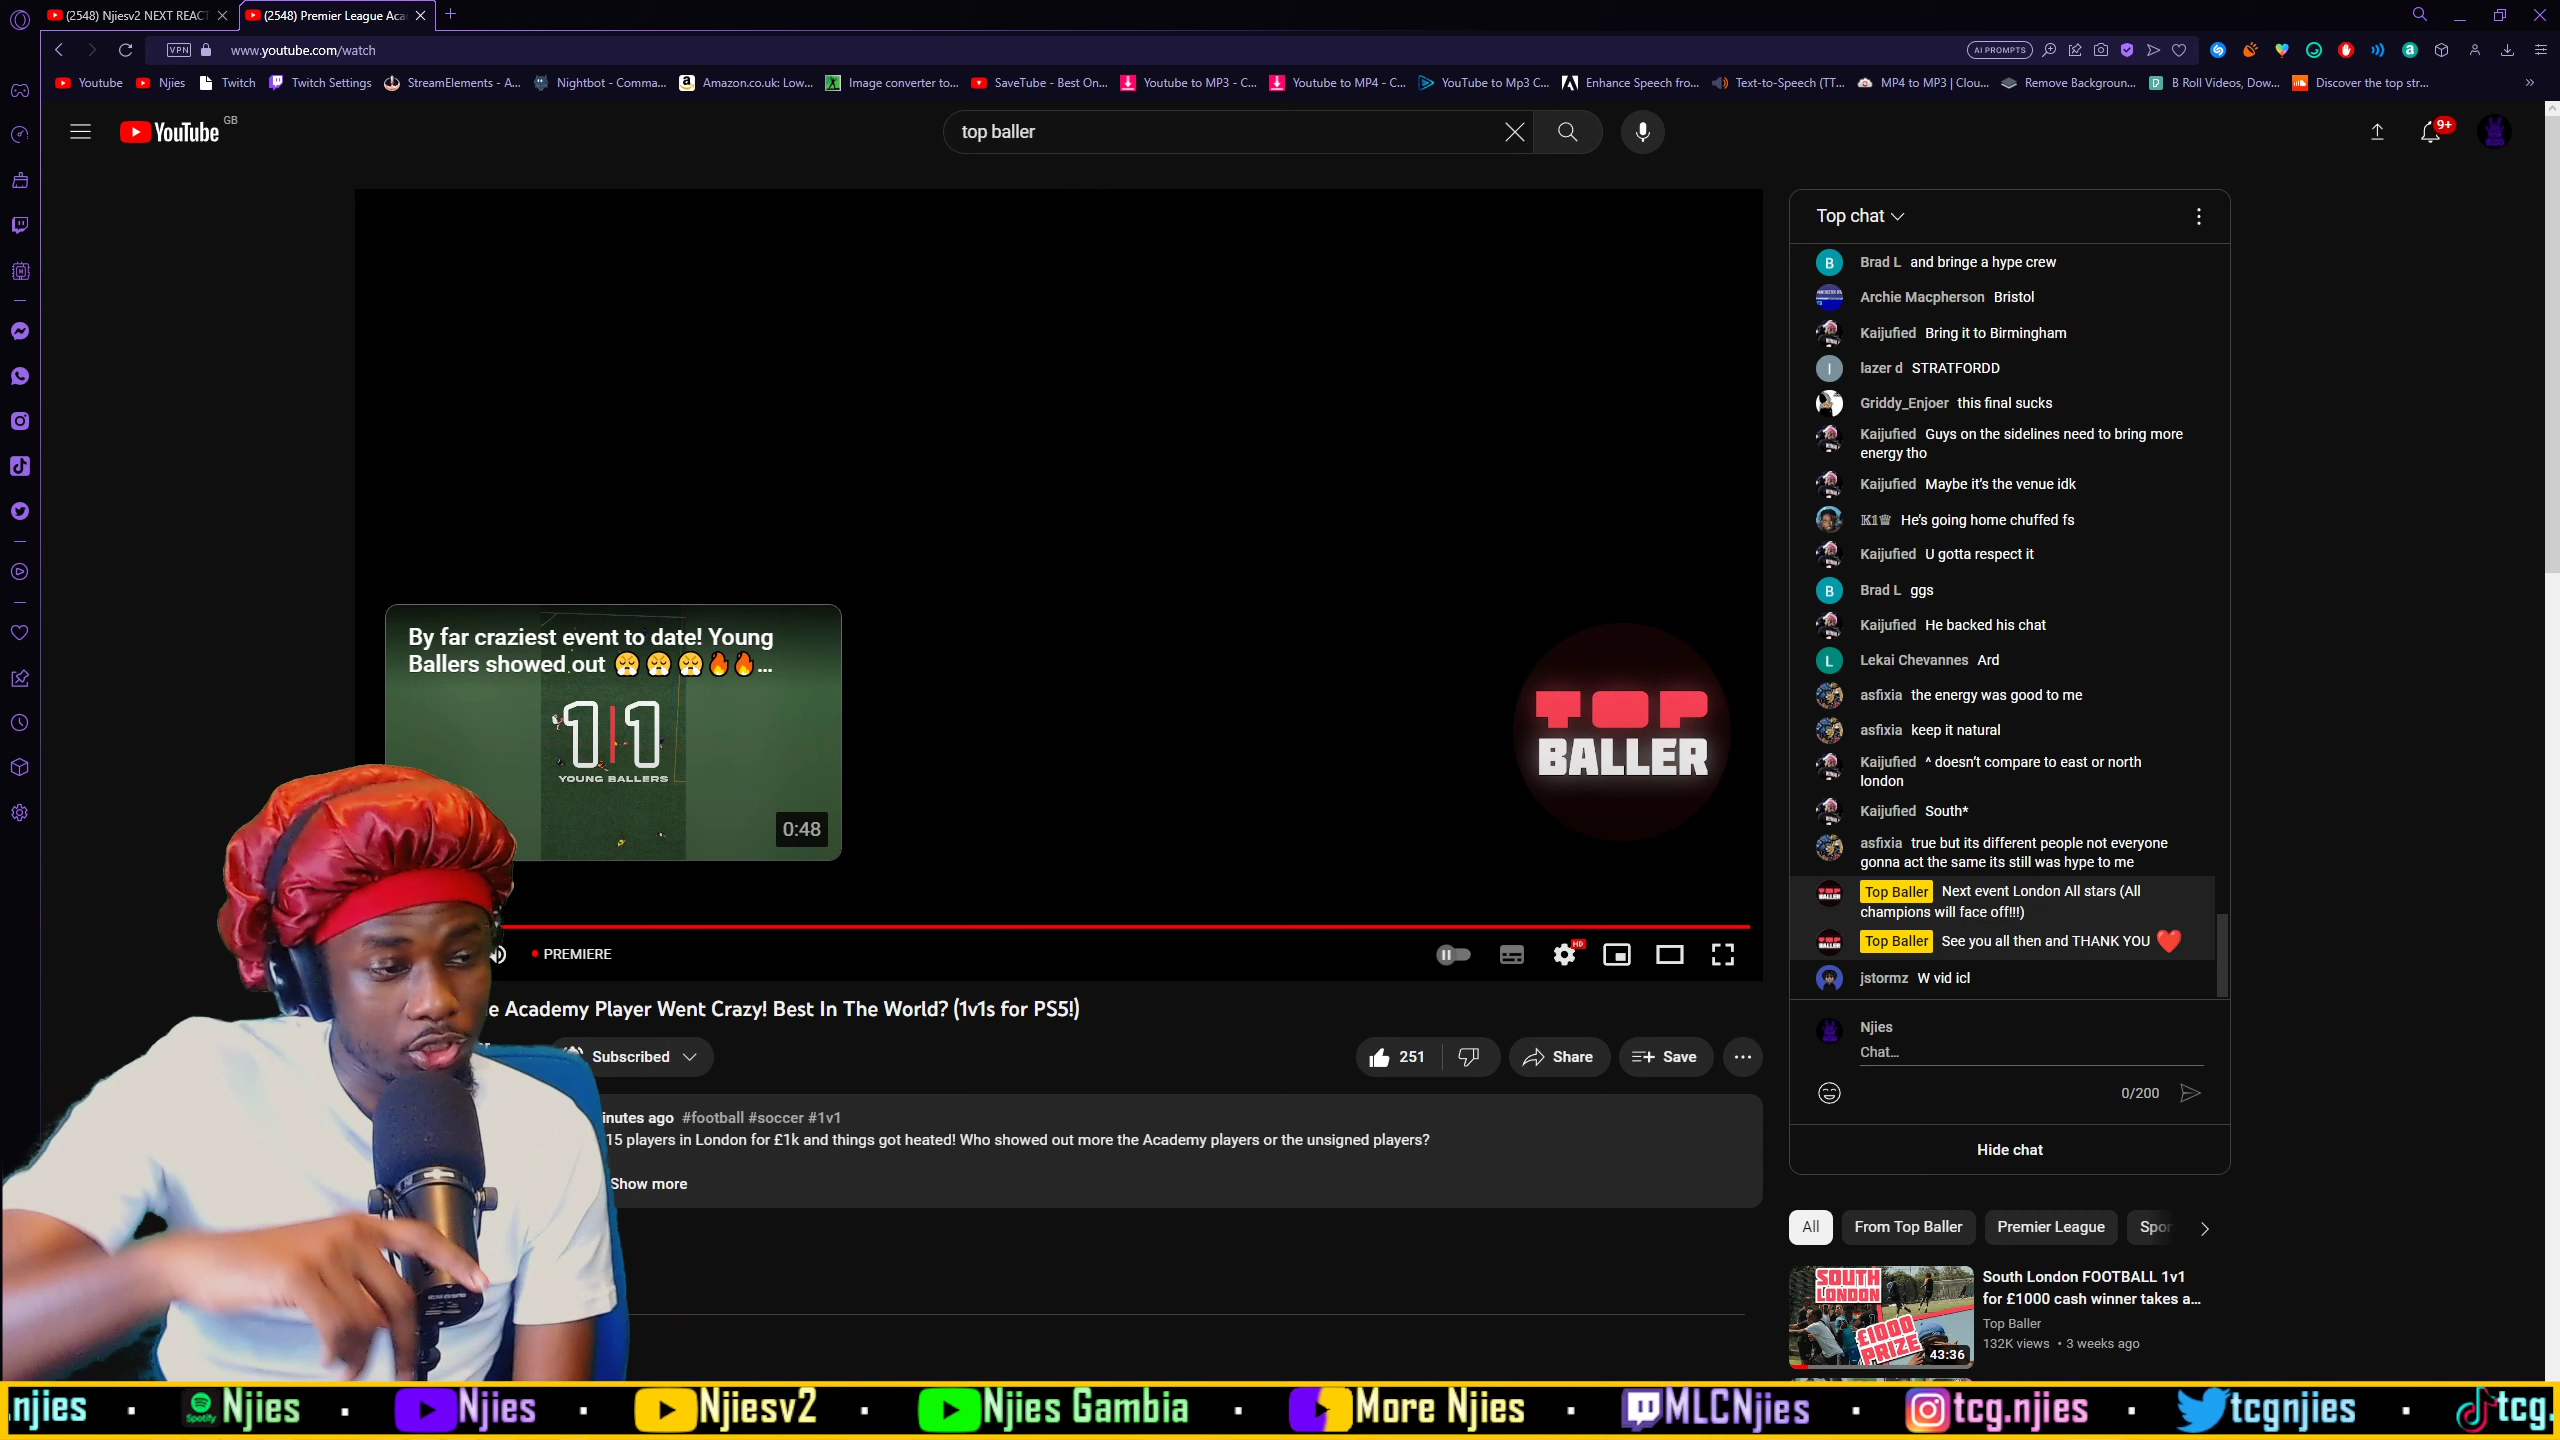 (2548) Njiesv2 NEXT REACT
(2548) Premier League Aca
VPN
www.youtube.com/watch
AI PROMPTS
Youtube
Njies
Twitch
Twitch Settings
StreamElements - A...
Nightbot - Comma...
Amazon.co.uk: Low...
Image converter to...
SaveTube - Best On...
Youtube to MP3 - C...
Youtube to MP4 - C...
YouTube to Mp3 C...
Enhance Speech fro...
Text-to-Speech (TT...
MP4 to MP3 | Clou...
Remove Backgroun...
B Roll Videos, Dow...
Discover the top str...
YouTube GB
top baller
9+
Top chat
Brad L and bringe a hype crew
Archie Macpherson Bristol
Kaijufied Bring it to Birmingham
lazer d STRATFORDD
Griddy_Enjoer this final sucks
Kaijufied Guys on the sidelines need to bring more
energy tho
Kaijufied Maybe it's the venue idk
𝕂𝟙♕ He's going home chuffed fs
Kaijufied U gotta respect it
Brad L ggs
Kaijufied He backed his chat
Lekai Chevannes Ard
asfixia the energy was good to me
asfixia keep it natural
Kaijufied ^ doesn't compare to east or north
london
Kaijufied South*
asfixia true but its different people not everyone
gonna act the same its still was hype to me
Top Baller Next event London All stars (All
champions will face off!!!)
Top Baller See you all then and THANK YOU ❤️
jstormz W vid icl
Njies
Chat...
0/200
Hide chat
By far craziest event to date! Young
Ballers showed out 😤😤😤🔥🔥...
1|1
YOUNG BALLERS
0:48
TOP
BALLER
PREMIERE
HD
e Academy Player Went Crazy! Best In The World? (1v1s for PS5!)
Subscribed
251
Share
Save
inutes ago #football #soccer #1v1
15 players in London for £1k and things got heated! Who showed out more the Academy players or the unsigned players?
Show more
All
From Top Baller
Premier League
Spo
SOUTH
LONDON
£1000
PRIZE
43:36
South London FOOTBALL 1v1
for £1000 cash winner takes a...
Top Baller
132K views • 3 weeks ago
.njies · Spotify Njies · Njies · Njiesv2 · Njies Gambia · More Njies · MLCNjies · tcg.njies · tcgnjies · tcg.